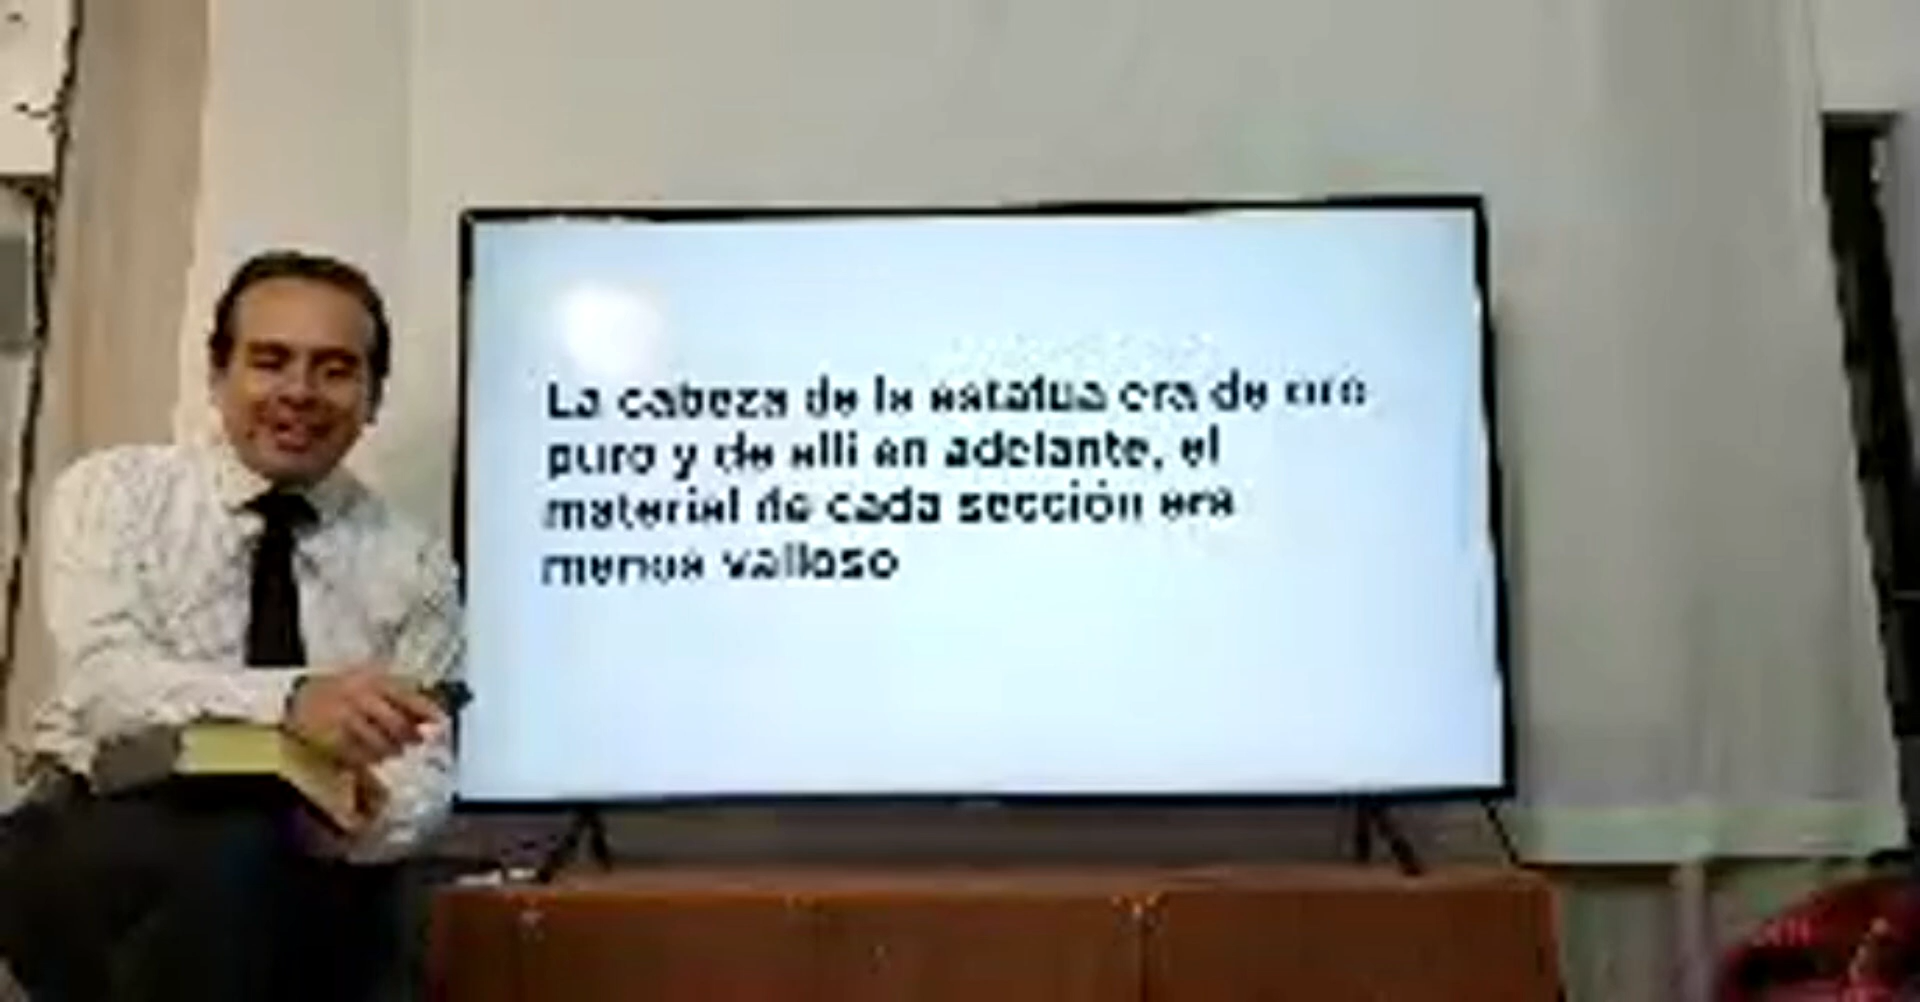 La cabeza de la estatua era de oro
puro y de alli en adelante, el
material de cada sección era
menos valioso